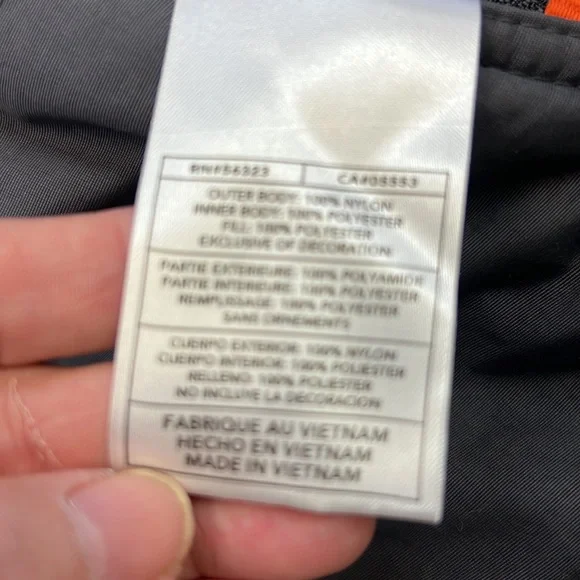 RN#56323 CA#05553
OUTER BODY: 100% NYLON
INNER BODY: 100% POLYESTER
FILL: 100% POLYESTER
EXCLUSIVE OF DECORATION
PARTIE EXTERIEURE: 100% POLYAMIDE
PARTIE INTERIEURE: 100% POLYESTER
REMPLISSAGE: 100% POLYESTER
SANS ORNEMENTS
CUERPO EXTERIOR: 100% NYLON
CUERPO INTERIOR: 100% POLIESTER
RELLENO: 100% POLIESTER
NO INCLUYE LA DECORACION
FABRIQUE AU VIETNAM
HECHO EN VIETNAM
MADE IN VIETNAM